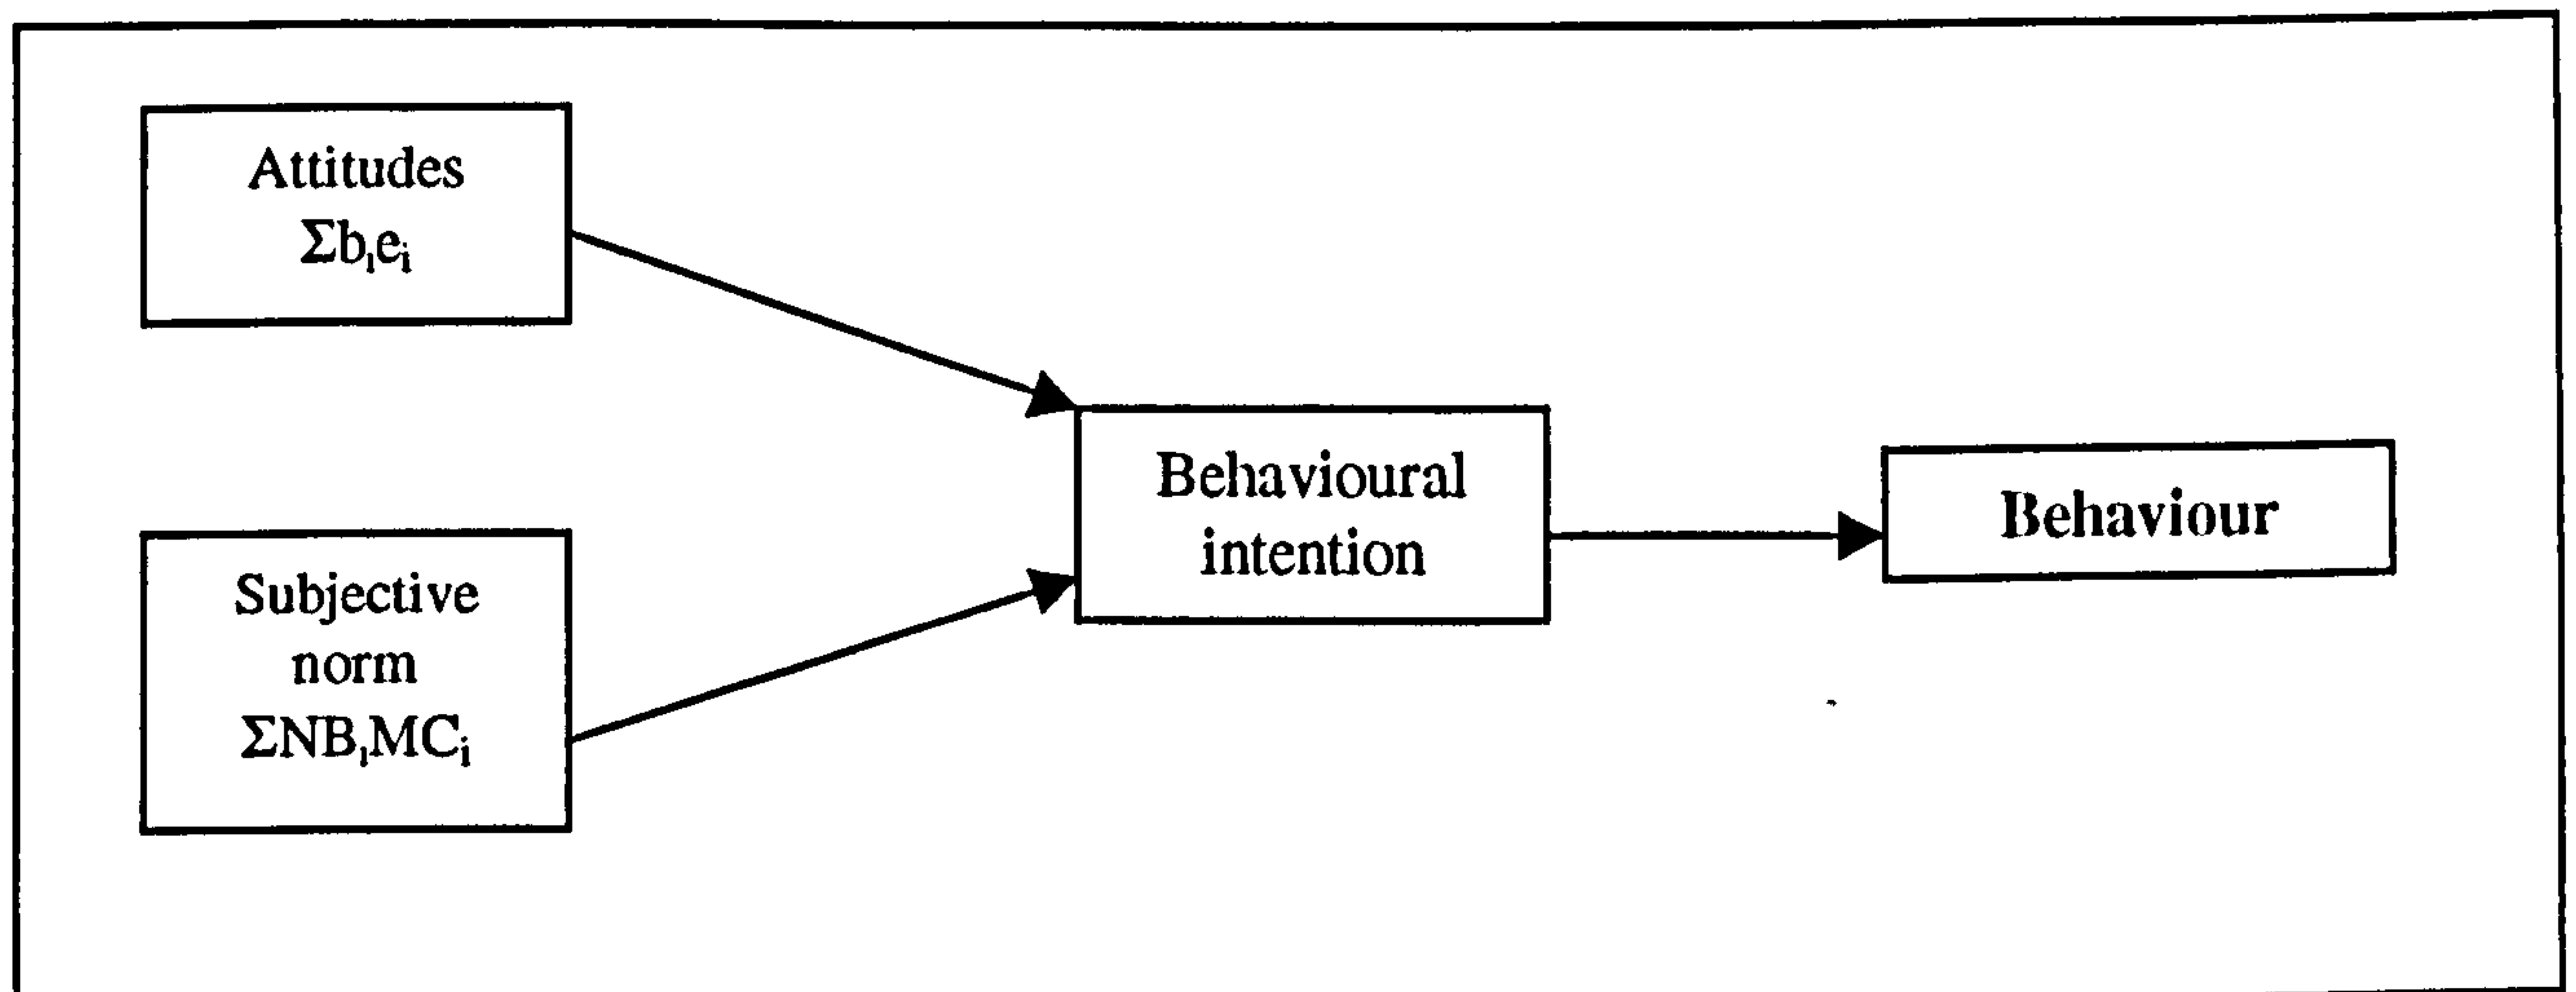 Attitudes
Σbᵢeᵢ
Subjective
norm
ΣNBᵢMCᵢ
Behavioural
intention
Behaviour